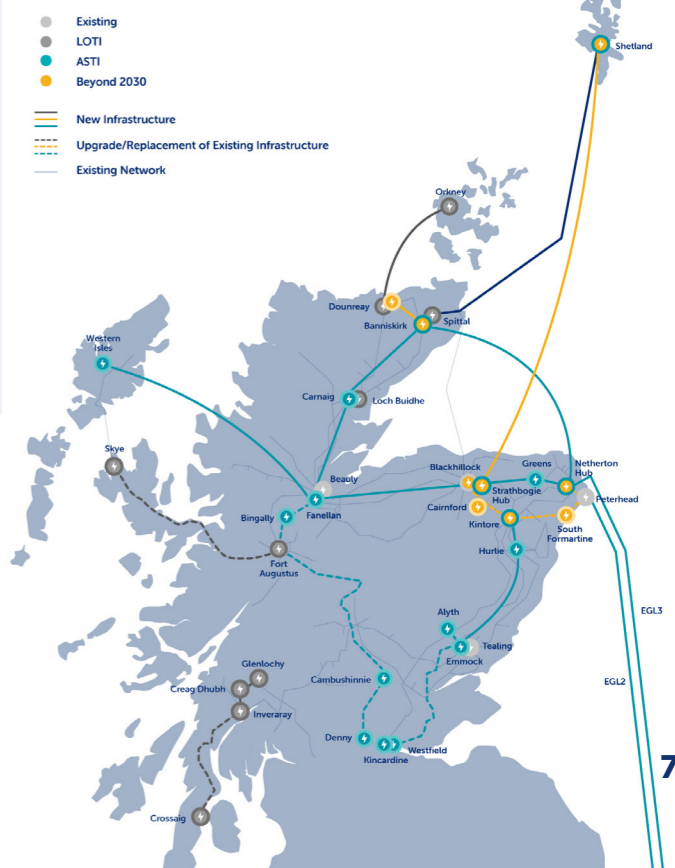 Existing
LOTI
ASTI
Beyond 2030
New Infrastructure
Upgrade/Replacement of Existing Infrastructure
Existing Network
Shetland
Orkney
Dounreay
Spittal
Banniskirk
Western
Isles
Carnaig
Loch Buidhe
Skye
Beauly
Fanellan
Bingally
Fort
Augustus
Blackhillock
Greens
Netherton
Hub
Strathbogie
Hub
Peterhead
Cairnford
Kintore
South
Formartine
Hurlie
EGL3
Alyth
Tealing
Emmock
EGL2
Glenlochy
Creag Dhubh
Cambushinnie
Inveraray
Denny
Westfield
Kincardine
7
Crossaig